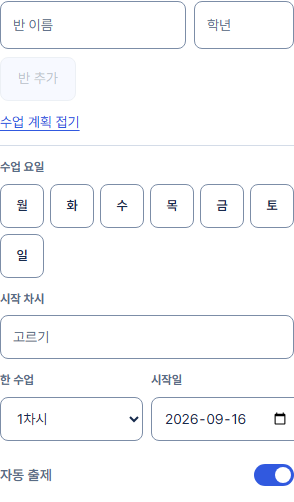 반 이름 학년
반 추가
수업 계획 접기
수업 요일
월 화 수 목 금 토
일
시작 차시
고르기
한 수업 시작일
1차시 2026-09-16
자동 출제